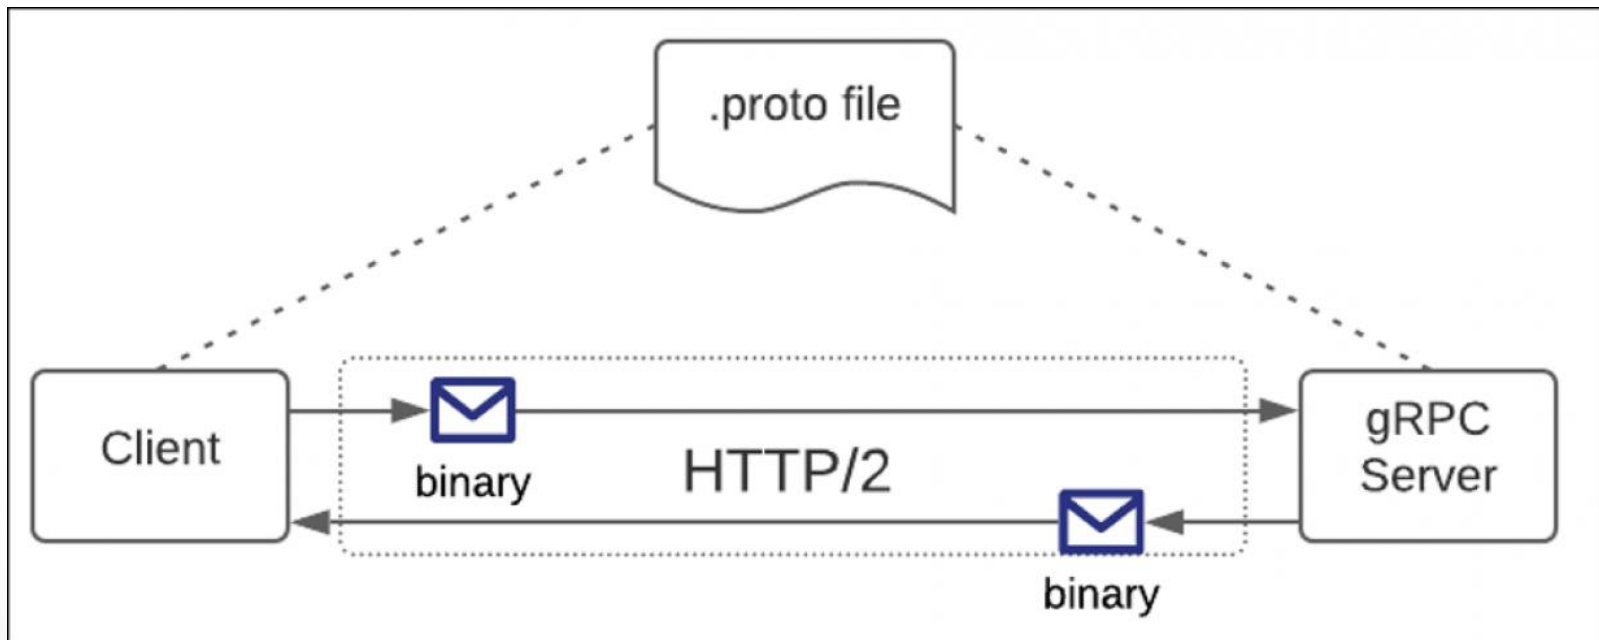 .proto file
Client
binary
HTTP/2
gRPC
Server
binary